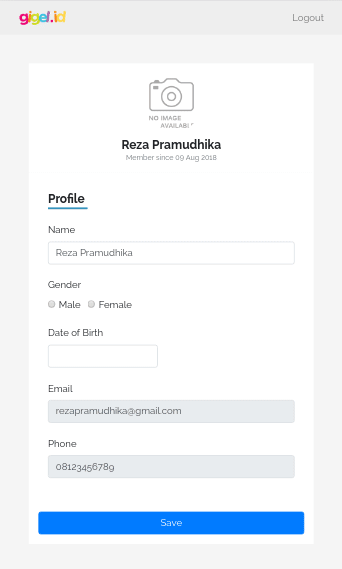 gigel.id
Logout
NO IMAGE
AVAILAB
Reza Pramudhika
Member since 09 Aug 2018
Profile
Name
Reza Pramudhika
Gender
Male Female
Date of Birth
Email
rezapramudhika@gmail.com
Phone
08123456789
Save